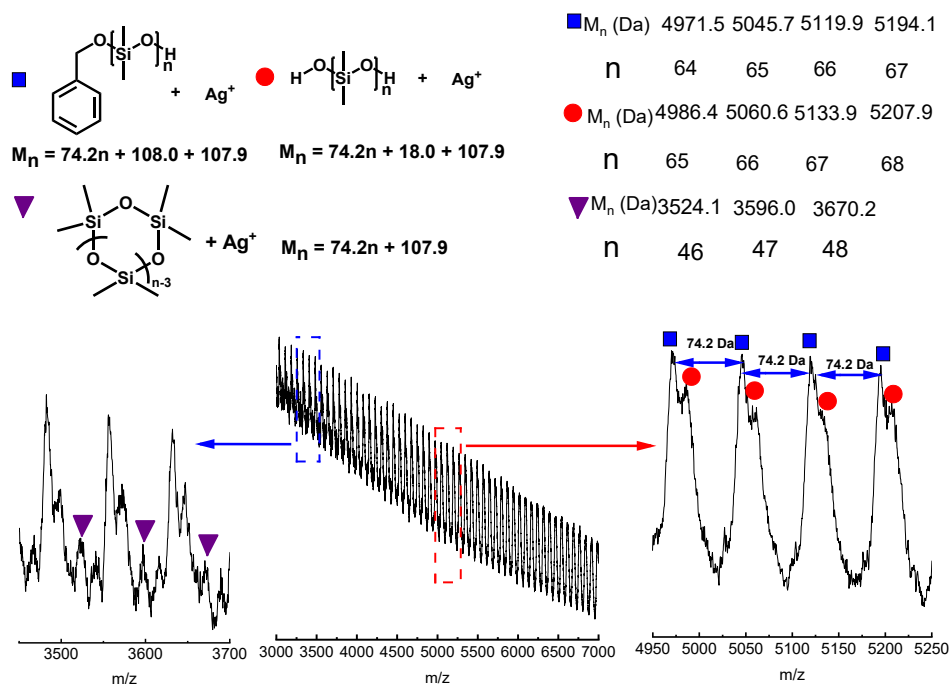 O Si O H
n
+ Ag+
Mn = 74.2n + 108.0 + 107.9
H O Si O H
n
+ Ag+
Mn = 74.2n + 18.0 + 107.9
O
Si Si
O O
Si
n-3
+ Ag+
Mn = 74.2n + 107.9
Mn (Da) 4971.5 5045.7 5119.9 5194.1
n 64 65 66 67
Mn (Da) 4986.4 5060.6 5133.9 5207.9
n 65 66 67 68
Mn (Da) 3524.1 3596.0 3670.2
n 46 47 48
3500 3600 3700
m/z
3000 3500 4000 4500 5000 5500 6000 6500 7000
m/z
74.2 Da
74.2 Da
74.2 Da
4950 5000 5050 5100 5150 5200 5250
m/z